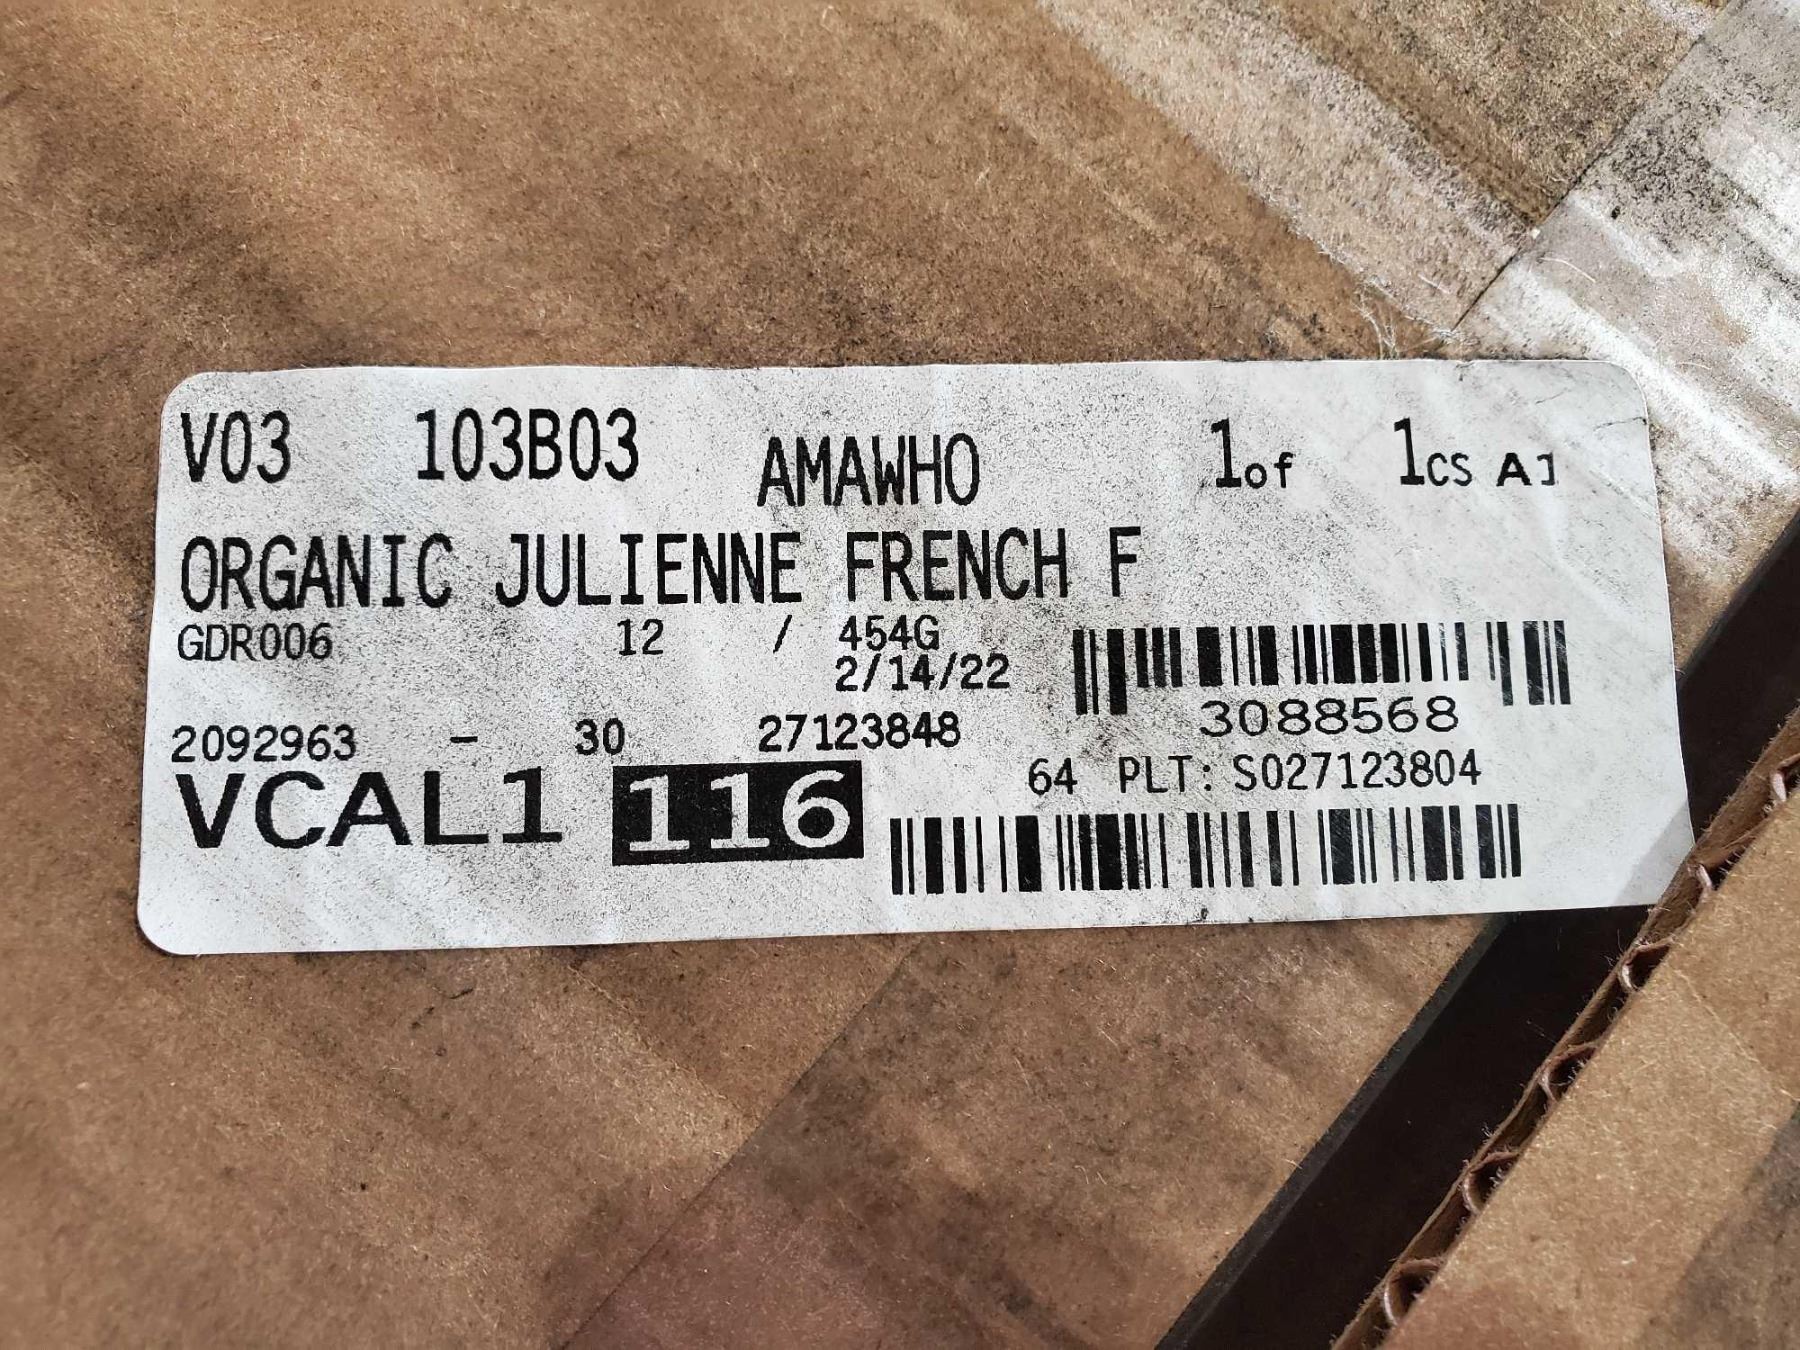 V03 103B03 AMAWHO 1of 1CS
ORGANIC JULIENNE FRENCH F
GDR006 12 / 454G
2/14/22
3088568
2092963 - 30 27123848
64 PLT: S027123804
VCAL1 116